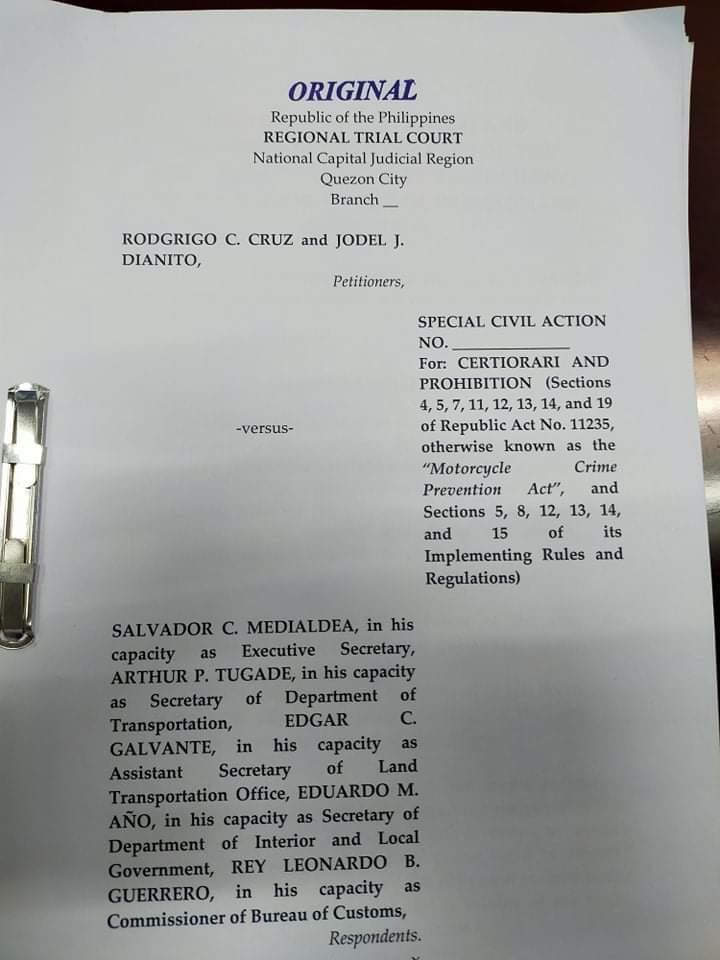 ORIGINAL
Republic of the Philippines
REGIONAL TRIAL COURT
National Capital Judicial Region
Quezon City
Branch __
RODGRIGO C. CRUZ and JODEL J.
DIANITO,
Petitioners,
SPECIAL CIVIL ACTION
NO. ______________
For: CERTIORARI AND
PROHIBITION (Sections
4, 5, 7, 11, 12, 13, 14, and 19
of Republic Act No. 11235,
otherwise known as the
“Motorcycle Crime
Prevention Act”, and
Sections 5, 8, 12, 13, 14,
and 15 of its
Implementing Rules and
Regulations)
-versus-
SALVADOR C. MEDIALDEA, in his
capacity as Executive Secretary,
ARTHUR P. TUGADE, in his capacity
as Secretary of Department of
Transportation, EDGAR C.
GALVANTE, in his capacity as
Assistant Secretary of Land
Transportation Office, EDUARDO M.
AÑO, in his capacity as Secretary of
Department of Interior and Local
Government, REY LEONARDO B.
GUERRERO, in his capacity as
Commissioner of Bureau of Customs,
Respondents.